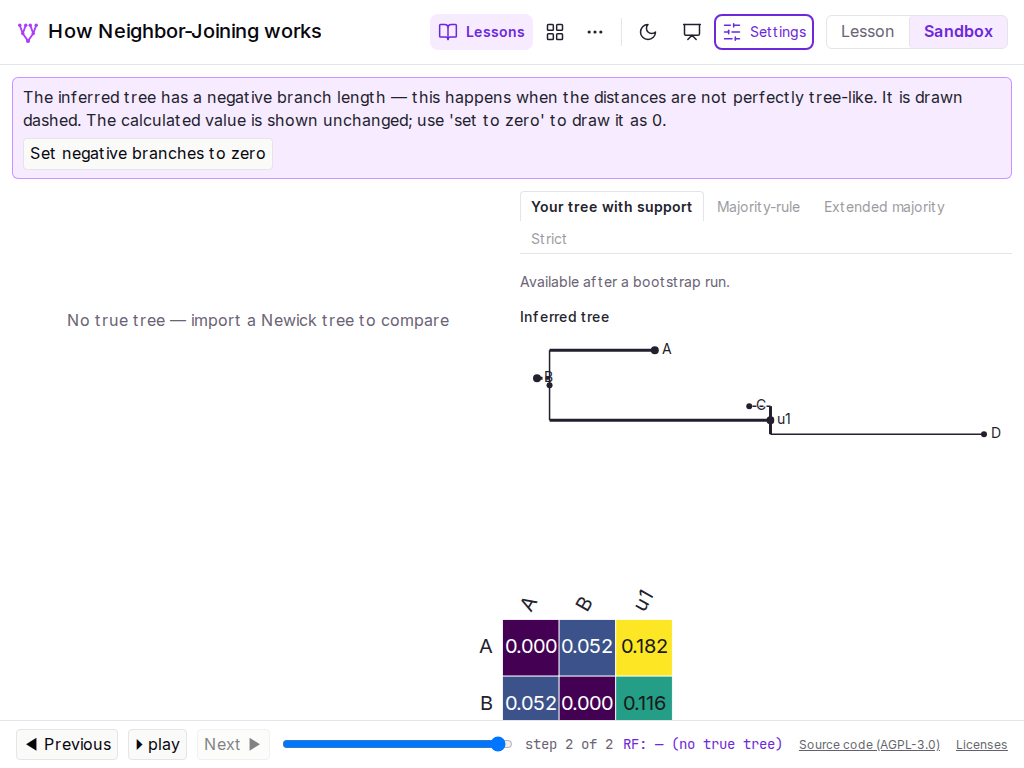 How Neighbor-Joining works
Lessons
Settings
Lesson
Sandbox
The inferred tree has a negative branch length — this happens when the distances are not perfectly tree-like. It is drawn
dashed. The calculated value is shown unchanged; use 'set to zero' to draw it as 0.
Set negative branches to zero
Your tree with support
Majority-rule
Extended majority
Strict
Available after a bootstrap run.
No true tree — import a Newick tree to compare
Inferred tree
A
B
C
u1
D
A B u1
A 0.000 0.052 0.182
B 0.052 0.000 0.116
Previous
play
Next
step 2 of 2
RF: — (no true tree)
Source code (AGPL-3.0)
Licenses